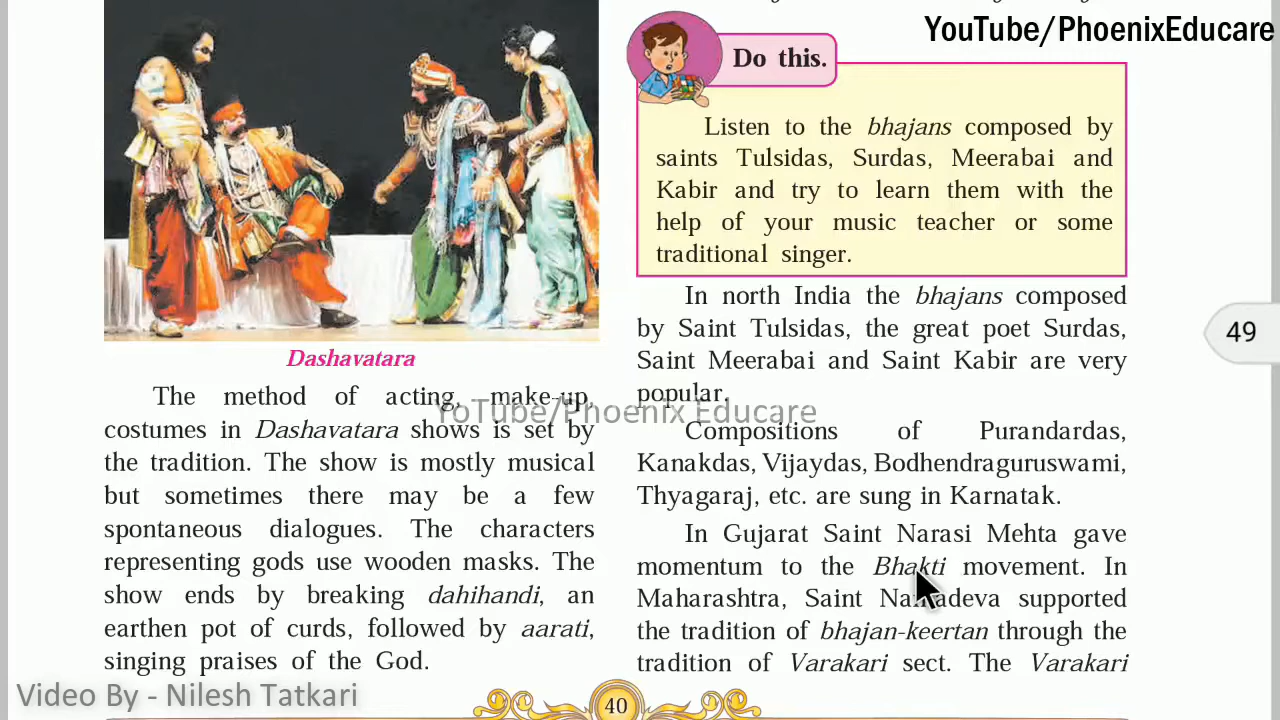 YouTube/PhoenixEducare
Dashavatara
The method of acting, make-up,
costumes in Dashavatara shows is set by
the tradition. The show is mostly musical
but sometimes there may be a few
spontaneous dialogues. The characters
representing gods use wooden masks. The
show ends by breaking dahihandi, an
earthen pot of curds, followed by aarati,
singing praises of the God.
Do this.
Listen to the bhajans composed by
saints Tulsidas, Surdas, Meerabai and
Kabir and try to learn them with the
help of your music teacher or some
traditional singer.
In north India the bhajans composed
by Saint Tulsidas, the great poet Surdas,
Saint Meerabai and Saint Kabir are very
popular.
YoTube/Phoenix Educare
Compositions of Purandardas,
Kanakdas, Vijaydas, Bodhendraguruswami,
Thyagaraj, etc. are sung in Karnatak.
In Gujarat Saint Narasi Mehta gave
momentum to the Bhakti movement. In
Maharashtra, Saint Namadeva supported
the tradition of bhajan-keertan through the
tradition of Varakari sect. The Varakari
49
Video By - Nilesh Tatkari
40